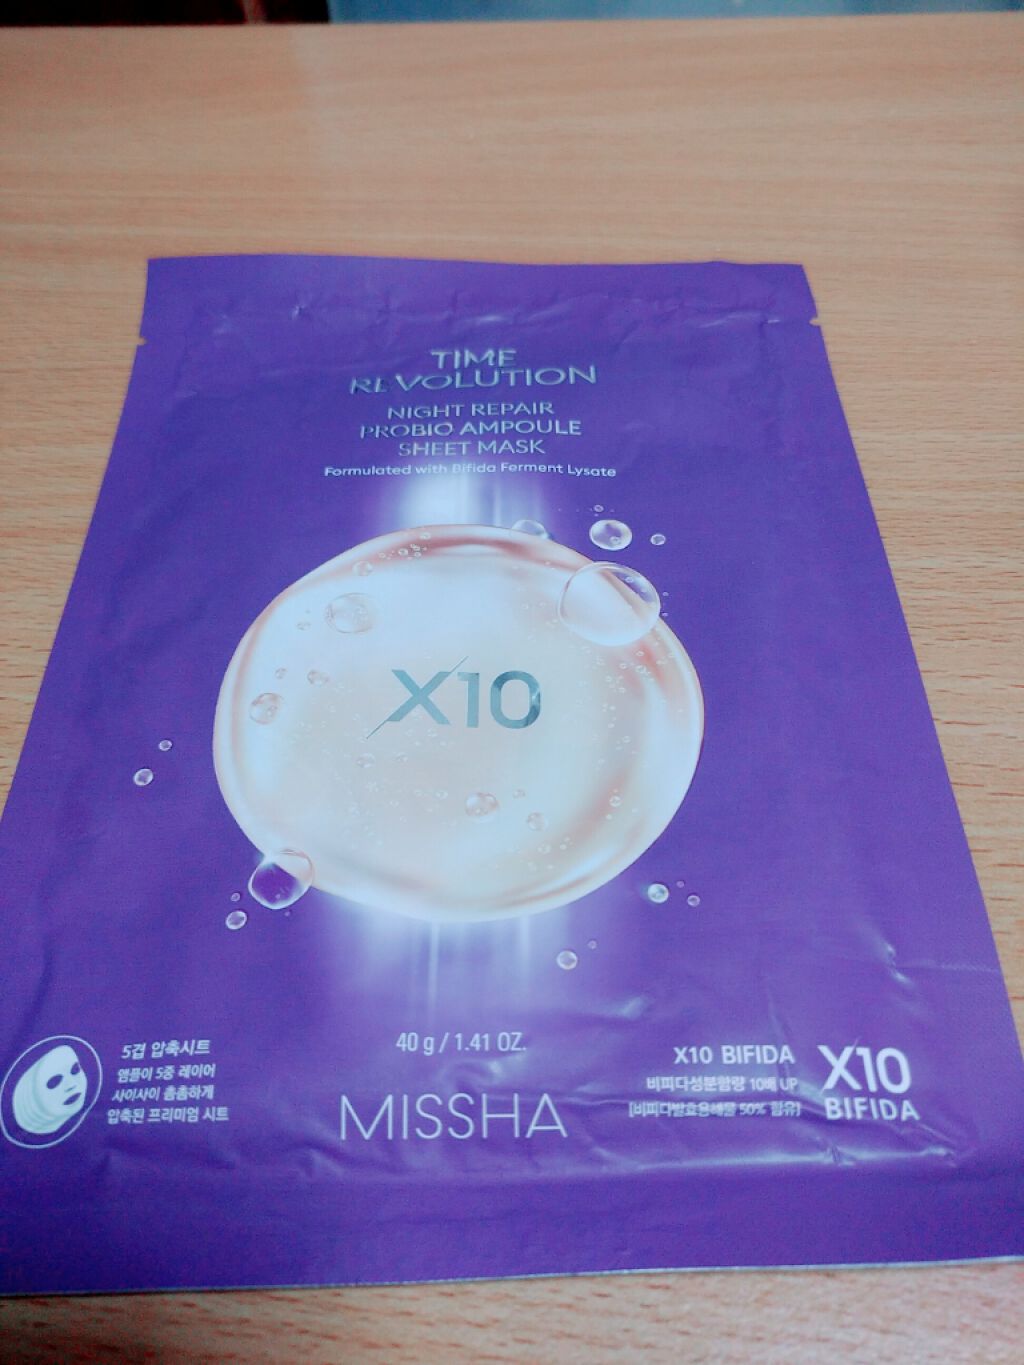 TIME
REVOLUTION
NIGHT REPAIR
PROBIO AMPOULE
SHEET MASK
Formulated with Bifida Ferment Lysate
X10
5겹 압축시트
앰플이 5중 레이어
사이사이 촘촘하게
압축된 프리미엄 시트
40 g / 1.41 OZ.
MISSHA
X10 BIFIDA
비피다성분함량 10배 UP
[비피다발효용해물 50% 함유]
X10
BIFIDA